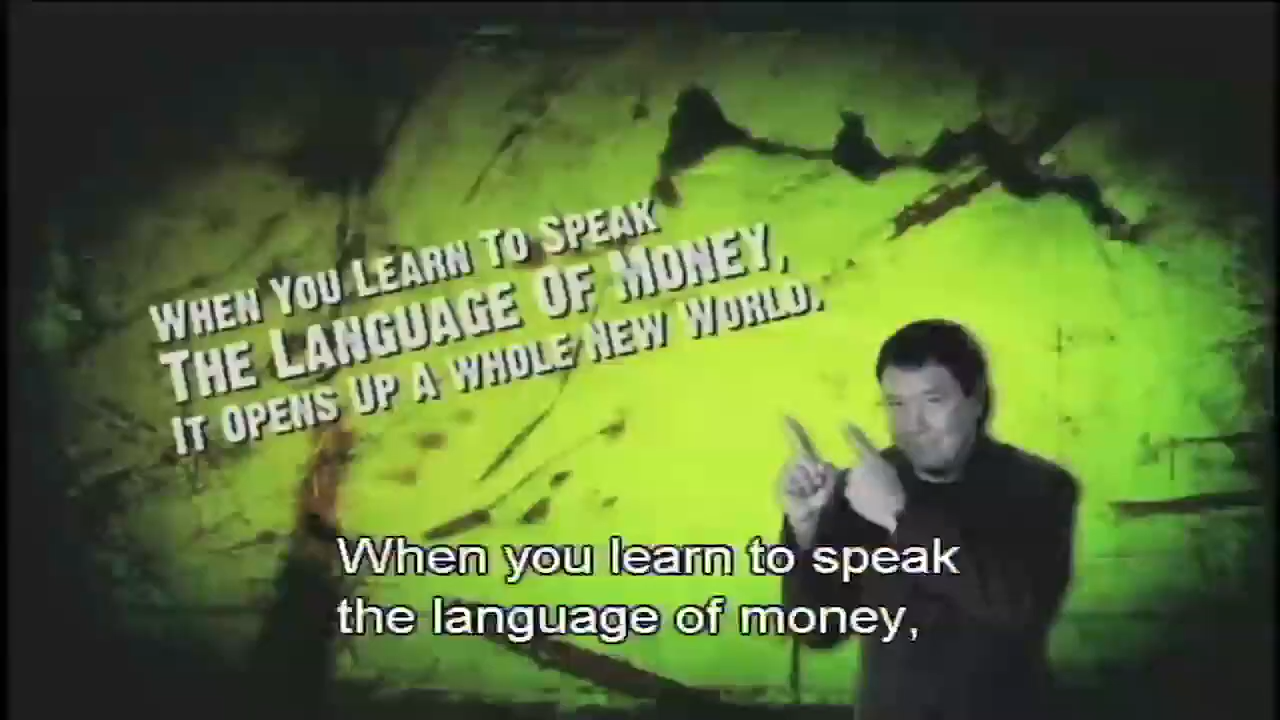 When You Learn To Speak
The Language Of Money,
It Opens Up A Whole New World.
When you learn to speak
the language of money,